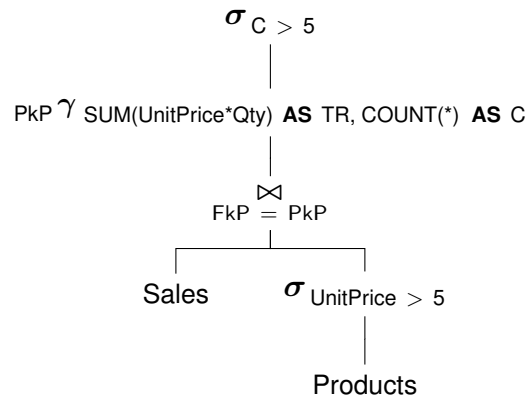 σ C > 5
PkP γ SUM(UnitPrice*Qty) AS TR, COUNT(*) AS C
⋈
FkP = PkP
Sales σ UnitPrice > 5
Products